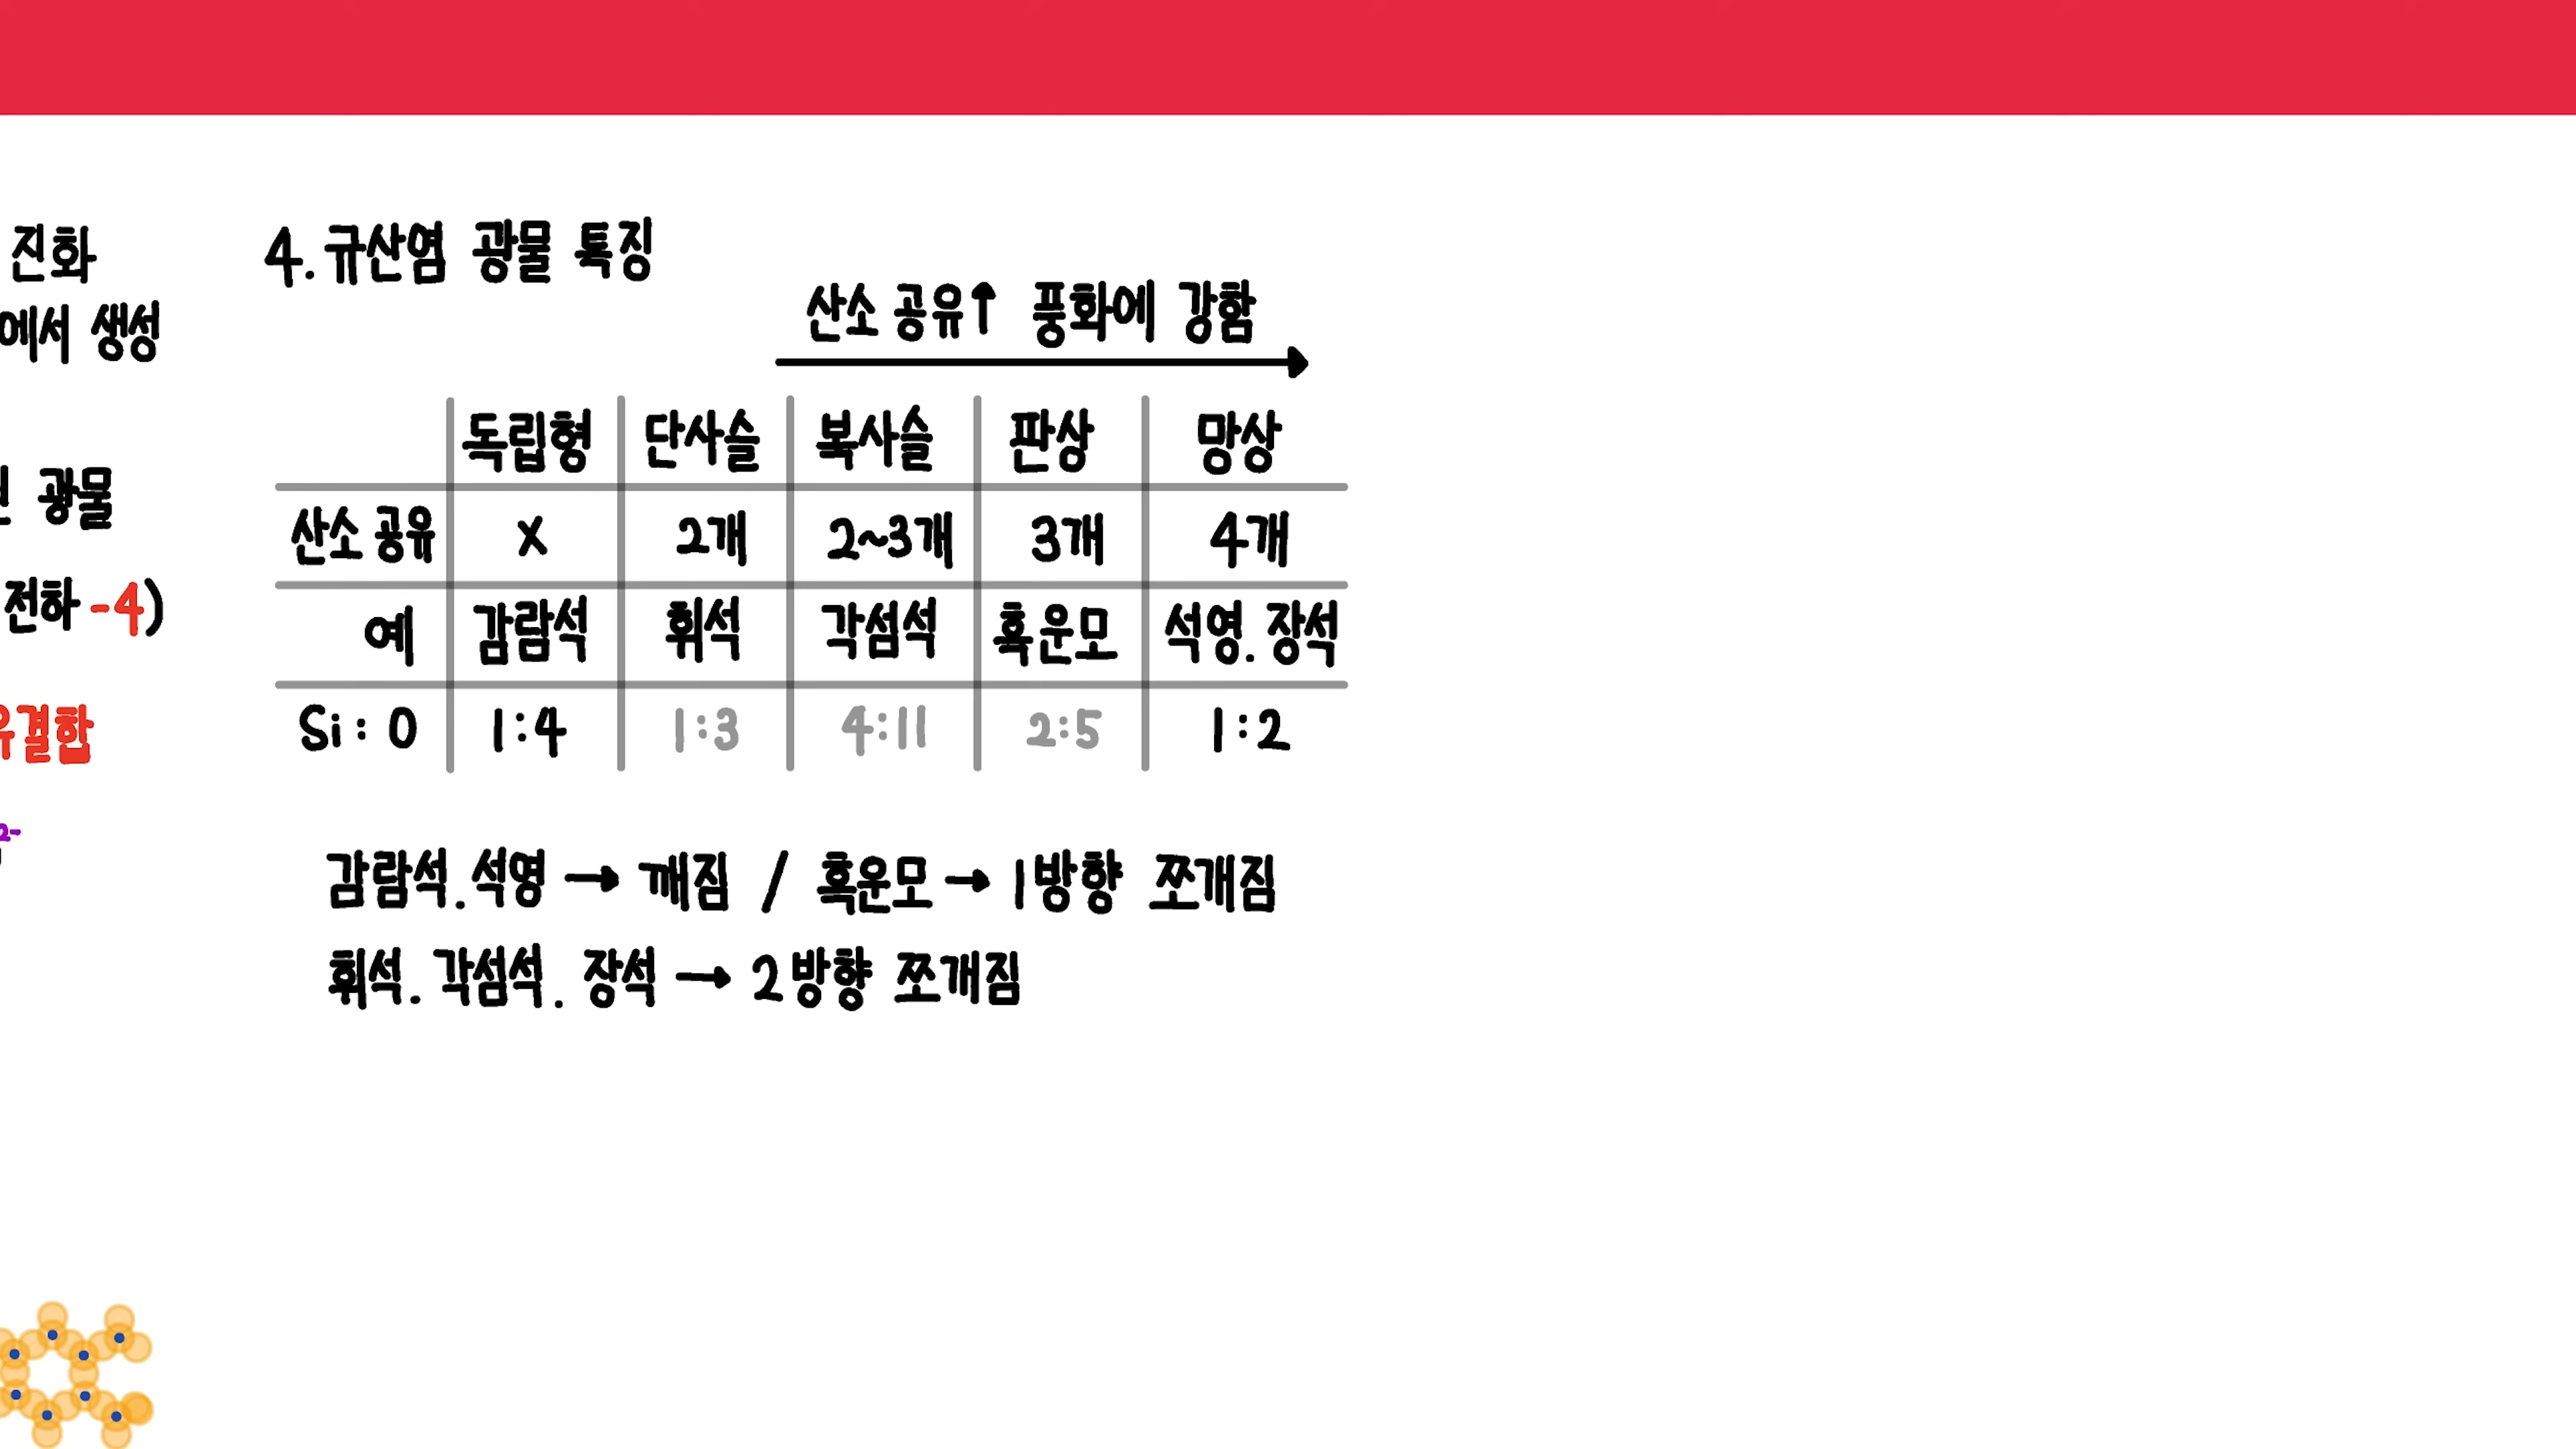 진화
에서 생성
광물
전하 -4)
유결합
2-
4. 규산염 광물 특징
산소 공유↑ 풍화에 강함
독립형 단사슬 복사슬 판상 망상
산소 공유 X 2개 2~3개 3개 4개
예 감람석 휘석 각섬석 흑운모 석영. 장석
Si : O 1:4 1:3 4:11 2:5 1:2
감람석. 석영 → 깨짐 / 흑운모 → 1방향 쪼개짐
휘석. 각섬석. 장석 → 2방향 쪼개짐